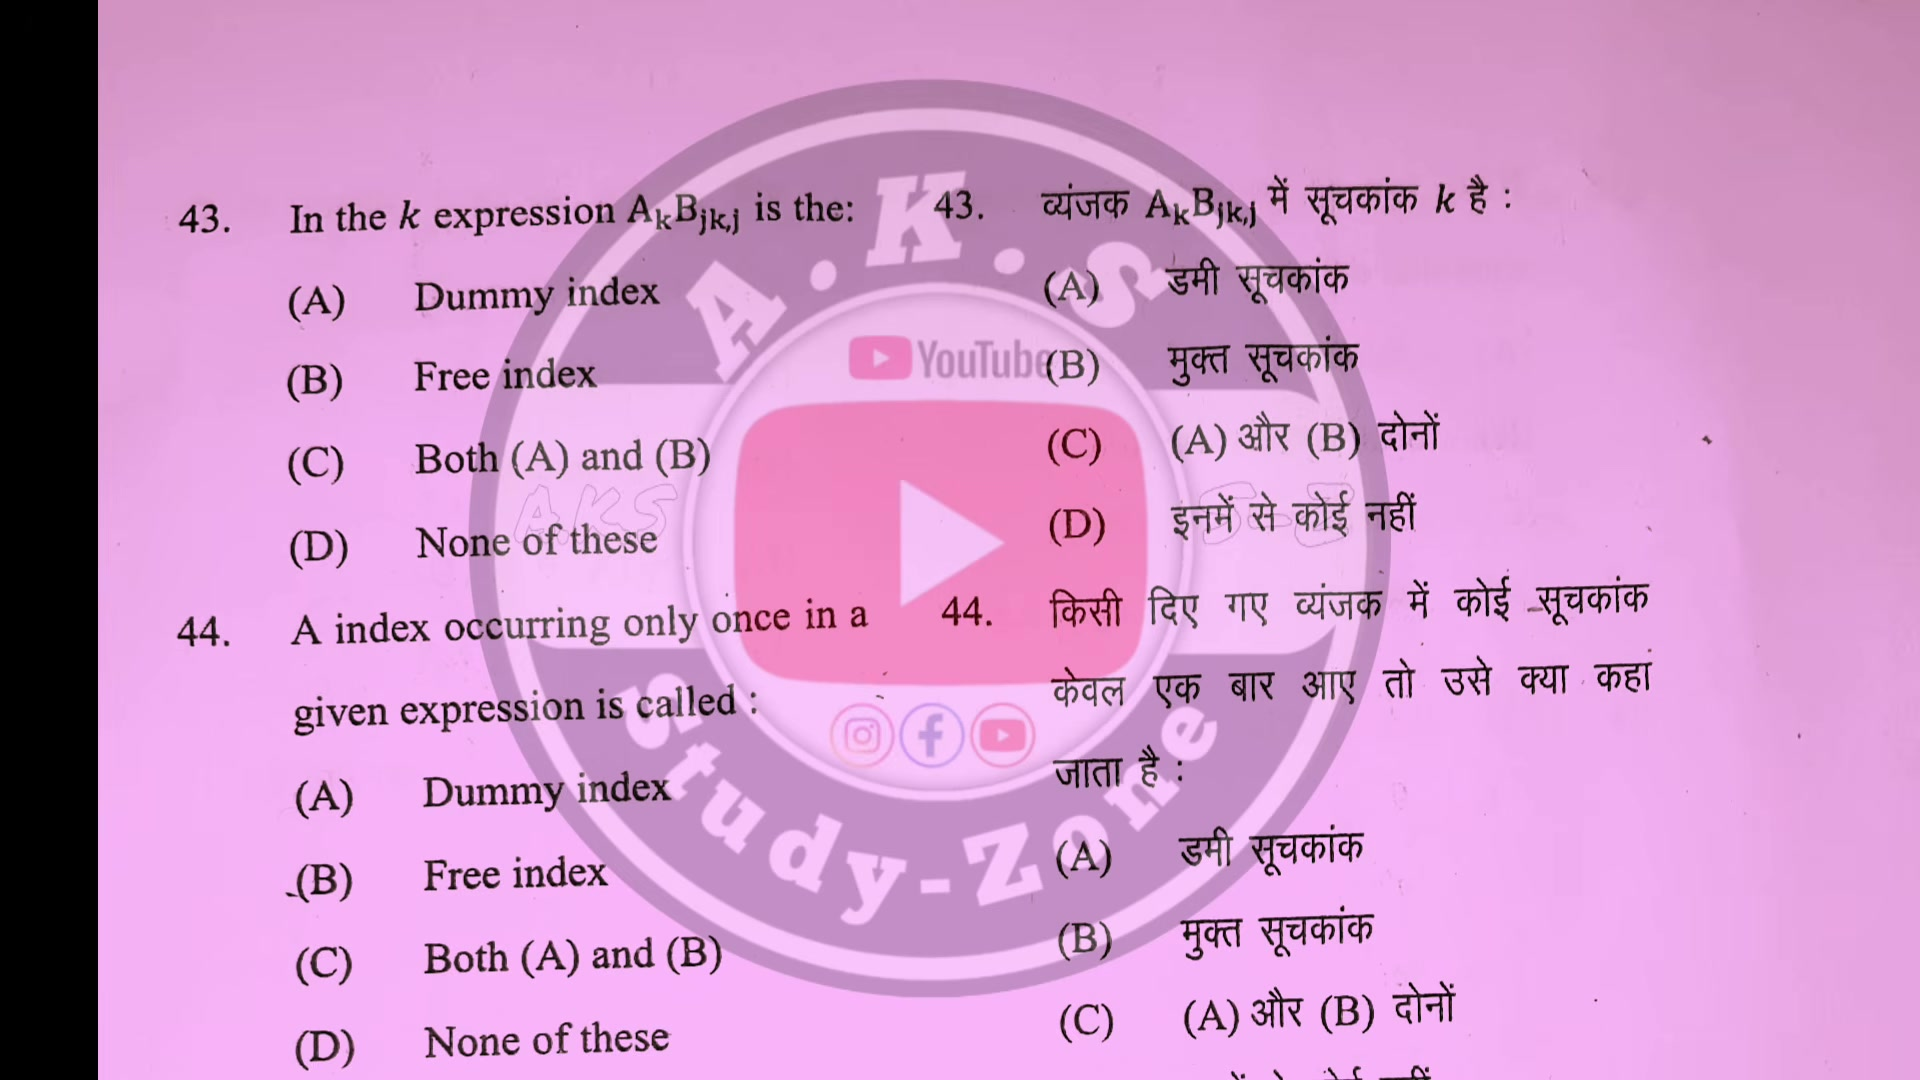 43. In the k expression AₖBⱼₖ,ⱼ is the:
(A) Dummy index
(B) Free index
(C) Both (A) and (B)
(D) None of these
44. A index occurring only once in a
given expression is called :
(A) Dummy index
(B) Free index
(C) Both (A) and (B)
(D) None of these
43. व्यंजक AₖBⱼₖ,ⱼ में सूचकांक k है :
(A) डमी सूचकांक
(B) मुक्त सूचकांक
(C) (A) और (B) दोनों
(D) इनमें से कोई नहीं
44. किसी दिए गए व्यंजक में कोई सूचकांक
केवल एक बार आए तो उसे क्या कहा
जाता है :
(A) डमी सूचकांक
(B) मुक्त सूचकांक
(C) (A) और (B) दोनों
A.K.S
YouTube
AKS
Study-Zone